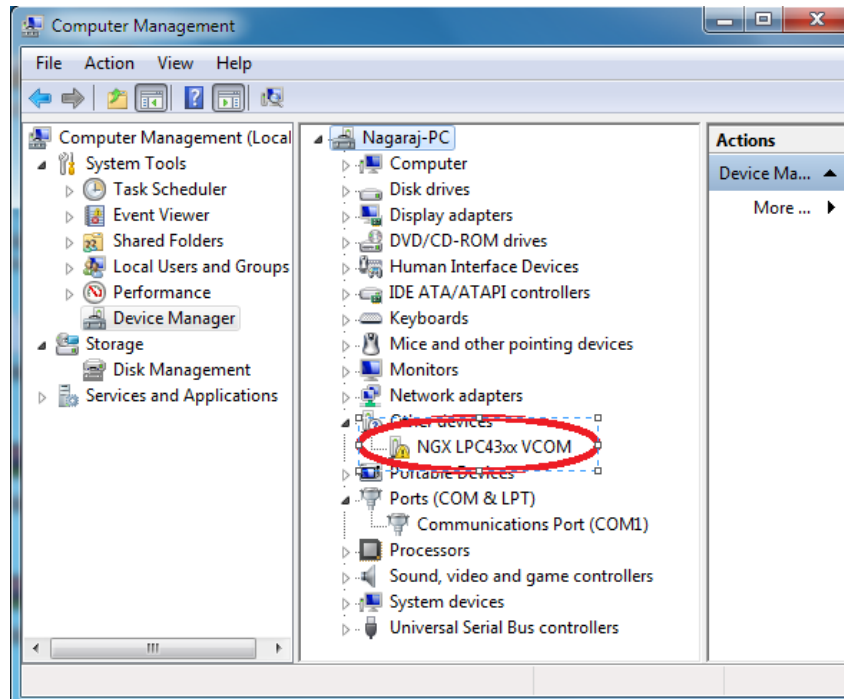 Computer Management
File Action View Help
Computer Management (Local
System Tools
Task Scheduler
Event Viewer
Shared Folders
Local Users and Groups
Performance
Device Manager
Storage
Disk Management
Services and Applications
Nagaraj-PC
Computer
Disk drives
Display adapters
DVD/CD-ROM drives
Human Interface Devices
IDE ATA/ATAPI controllers
Keyboards
Mice and other pointing devices
Monitors
Network adapters
Other devices
NGX LPC43xx VCOM
Portable Devices
Ports (COM & LPT)
Communications Port (COM1)
Processors
Sound, video and game controllers
System devices
Universal Serial Bus controllers
Actions
Device Ma...
More ...